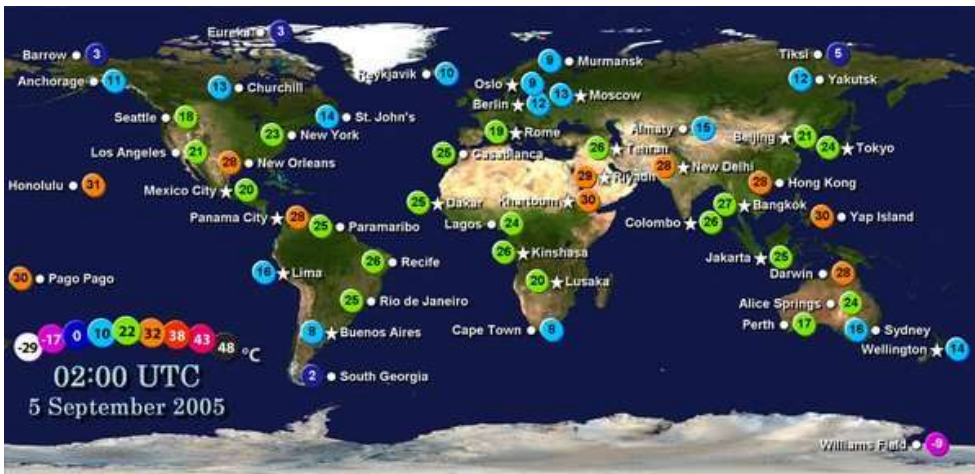 Eureka 3
Barrow 3
Tiksi 5
Anchorage 11
Reykjavik 10
9 Murmansk
Oslo 9
12 Yakutsk
13 Churchill
Berlin 12
13 Moscow
Seattle 18
14 St. John's
23 New York
19 Rome
Almaty 15
Beijing 21
24 Tokyo
Los Angeles 21
28 New Orleans
25 Casablanca
26 Tehran
28 New Delhi
Honolulu 31
Mexico City 20
29 Riyadh
28 Hong Kong
25 Dakar
Khartoum 30
27 Bangkok
Panama City 28
25 Paramaribo
Lagos 24
Colombo 26
30 Yap Island
26 Recife
26 Kinshasa
Jakarta 25
30 Pago Pago
16 Lima
20 Lusaka
Darwin 28
25 Rio de Janeiro
Alice Springs 24
8 Buenos Aires
Cape Town 8
Perth 17
16 Sydney
Wellington 14
-29 -17 0 10 22 32 38 43 48 °C
02:00 UTC
2 South Georgia
5 September 2005
Williams Field -9